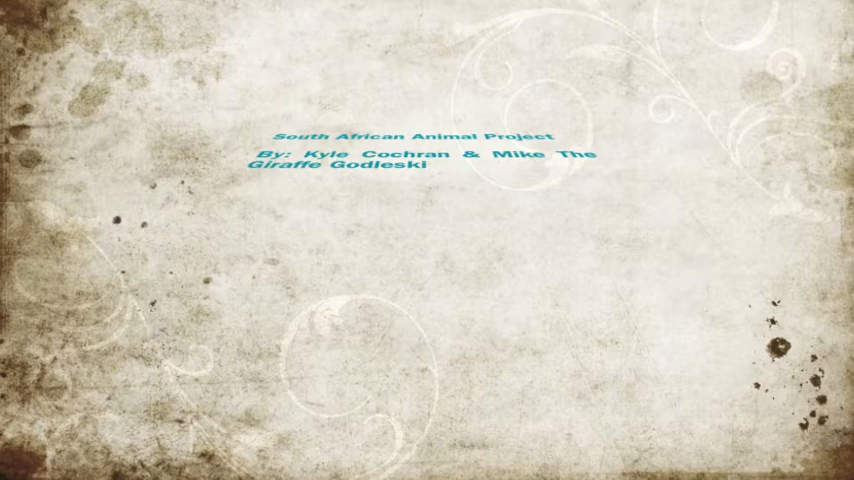 South African Animal Project
By: Kyle Cochran & Mike The
Giraffe Godleski